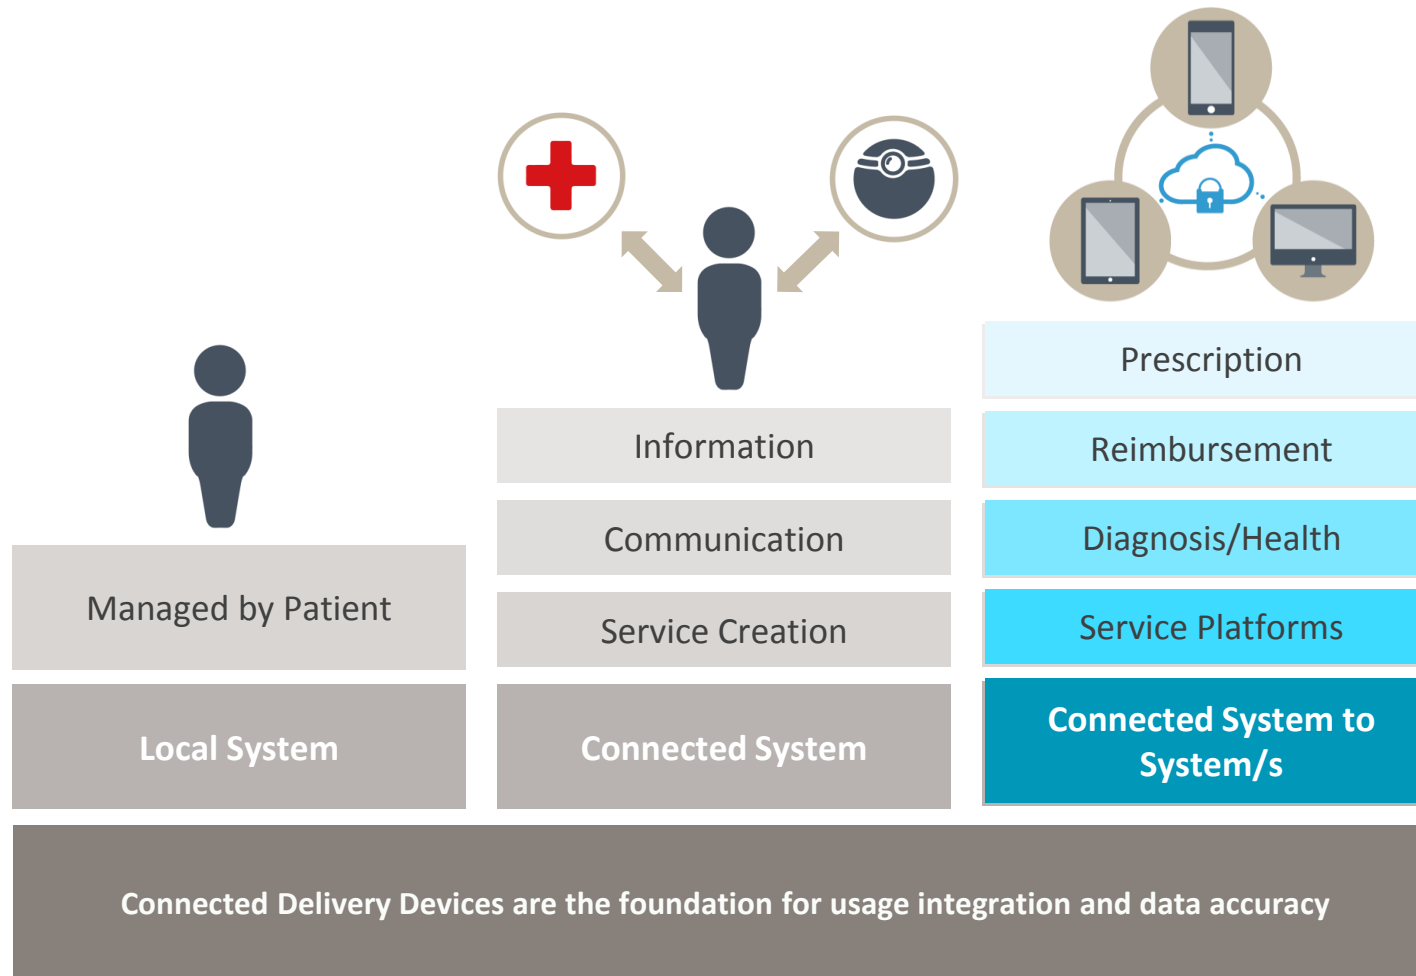 Managed by Patient
Local System
Information
Communication
Service Creation
Connected System
Prescription
Reimbursement
Diagnosis/Health
Service Platforms
Connected System to
System/s
Connected Delivery Devices are the foundation for usage integration and data accuracy